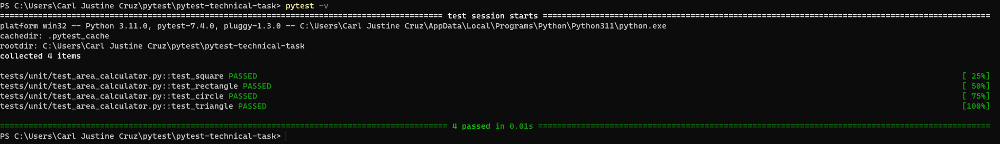 PS C:\Users\Carl Justine Cruz\pytest\pytest-technical-task> pytest -v
============================================================================================= test session starts ==============================================================================================
platform win32 -- Python 3.11.0, pytest-7.4.0, pluggy-1.3.0 -- C:\Users\Carl Justine Cruz\AppData\Local\Programs\Python\Python311\python.exe
cachedir: .pytest_cache
rootdir: C:\Users\Carl Justine Cruz\pytest\pytest-technical-task
collected 4 items
tests/unit/test_area_calculator.py::test_square PASSED [ 25%]
tests/unit/test_area_calculator.py::test_rectangle PASSED [ 50%]
tests/unit/test_area_calculator.py::test_circle PASSED [ 75%]
tests/unit/test_area_calculator.py::test_triangle PASSED [100%]
============================================================================================== 4 passed in 0.01s ===============================================================================================
PS C:\Users\Carl Justine Cruz\pytest\pytest-technical-task>